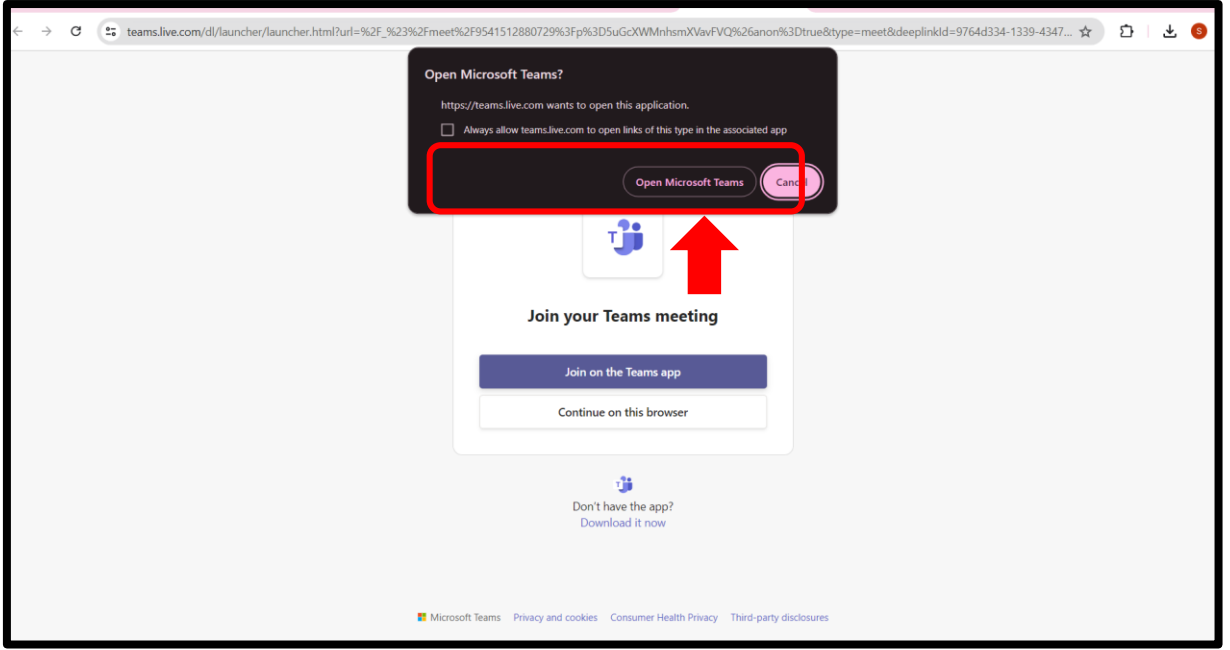 teams.live.com/dl/launcher/launcher.html?url=%2F_%23%2Fmeet%2F9541512880729%3Fp%3D5uGcXWMnhsmXVavFVQ%26anon%3Dtrue&type=meet&deeplinkId=9764d334-1339-4347...
S
Open Microsoft Teams?
https://teams.live.com wants to open this application.
Always allow teams.live.com to open links of this type in the associated app
Open Microsoft Teams
Cancel
T
Join your Teams meeting
Join on the Teams app
Continue on this browser
T
Don't have the app?
Download it now
Microsoft Teams Privacy and cookies Consumer Health Privacy Third-party disclosures